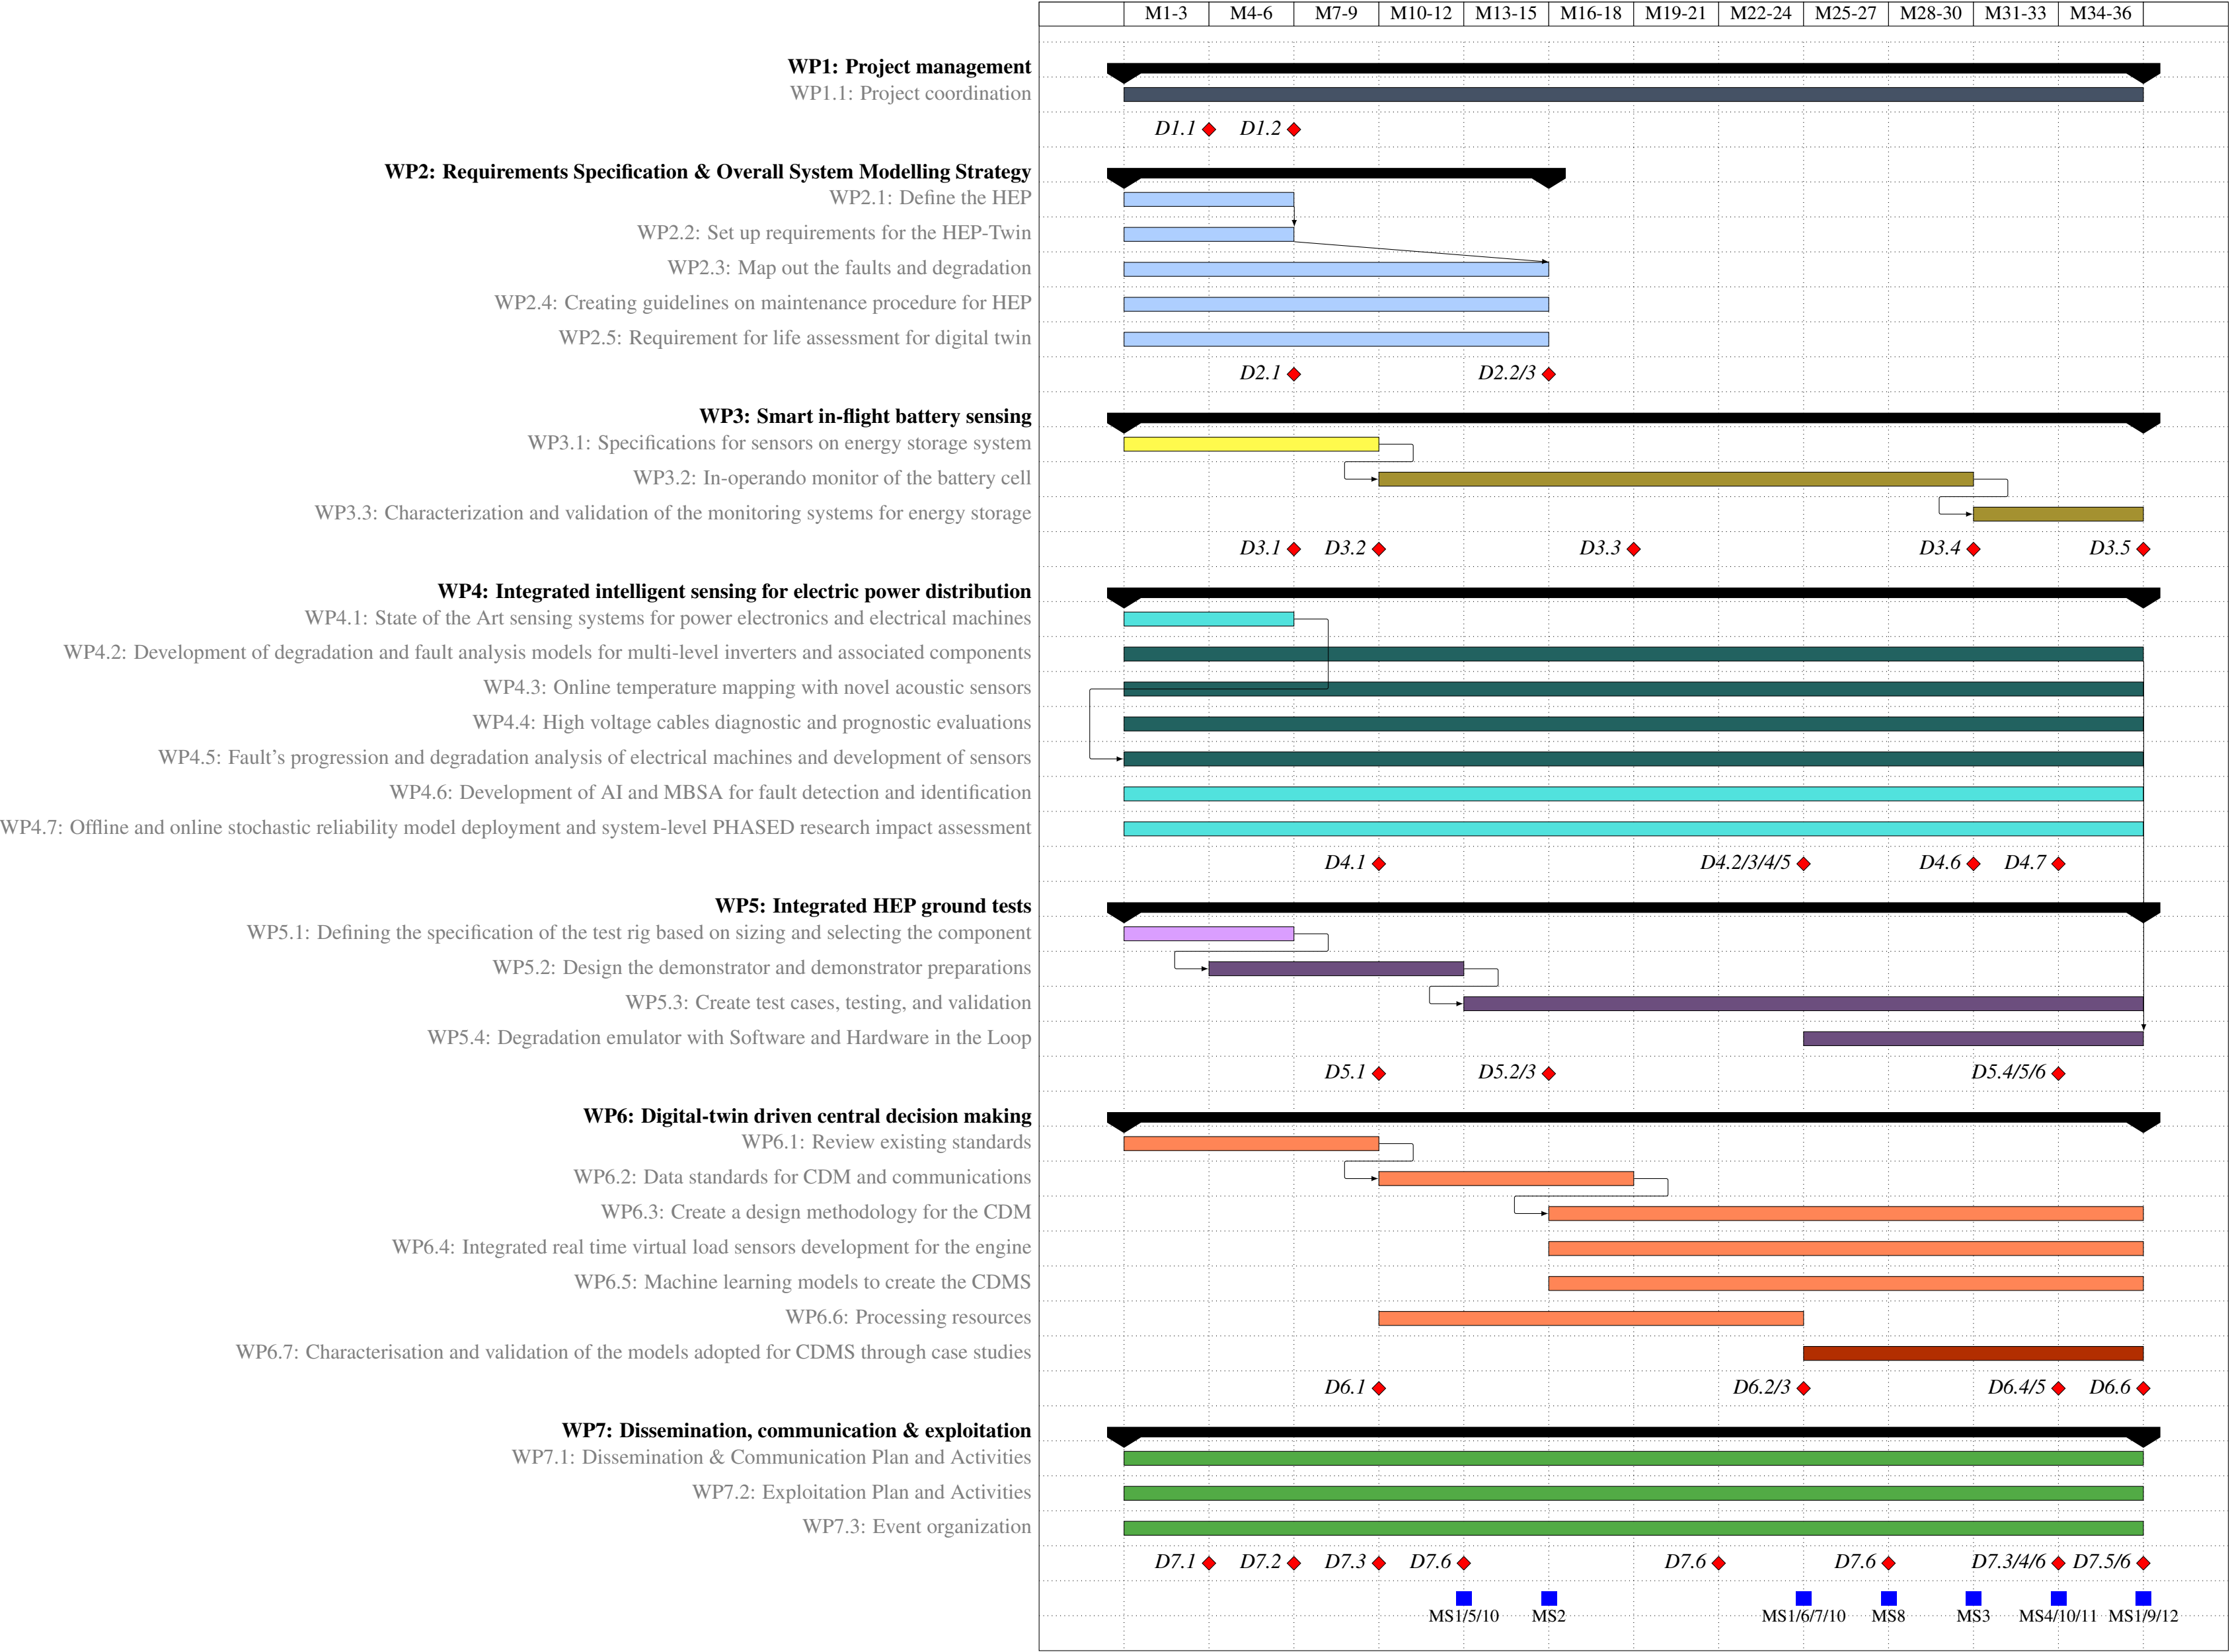 M1-3 M4-6 M7-9 M10-12 M13-15 M16-18 M19-21 M22-24 M25-27 M28-30 M31-33 M34-36
WP1: Project management
WP1.1: Project coordination
D1.1 D1.2
WP2: Requirements Specification & Overall System Modelling Strategy
WP2.1: Define the HEP
WP2.2: Set up requirements for the HEP-Twin
WP2.3: Map out the faults and degradation
WP2.4: Creating guidelines on maintenance procedure for HEP
WP2.5: Requirement for life assessment for digital twin
D2.1 D2.2/3
WP3: Smart in-flight battery sensing
WP3.1: Specifications for sensors on energy storage system
WP3.2: In-operando monitor of the battery cell
WP3.3: Characterization and validation of the monitoring systems for energy storage
D3.1 D3.2 D3.3 D3.4 D3.5
WP4: Integrated intelligent sensing for electric power distribution
WP4.1: State of the Art sensing systems for power electronics and electrical machines
WP4.2: Development of degradation and fault analysis models for multi-level inverters and associated components
WP4.3: Online temperature mapping with novel acoustic sensors
WP4.4: High voltage cables diagnostic and prognostic evaluations
WP4.5: Fault's progression and degradation analysis of electrical machines and development of sensors
WP4.6: Development of AI and MBSA for fault detection and identification
WP4.7: Offline and online stochastic reliability model deployment and system-level PHASED research impact assessment
D4.1 D4.2/3/4/5 D4.6 D4.7
WP5: Integrated HEP ground tests
WP5.1: Defining the specification of the test rig based on sizing and selecting the component
WP5.2: Design the demonstrator and demonstrator preparations
WP5.3: Create test cases, testing, and validation
WP5.4: Degradation emulator with Software and Hardware in the Loop
D5.1 D5.2/3 D5.4/5/6
WP6: Digital-twin driven central decision making
WP6.1: Review existing standards
WP6.2: Data standards for CDM and communications
WP6.3: Create a design methodology for the CDM
WP6.4: Integrated real time virtual load sensors development for the engine
WP6.5: Machine learning models to create the CDMS
WP6.6: Processing resources
WP6.7: Characterisation and validation of the models adopted for CDMS through case studies
D6.1 D6.2/3 D6.4/5 D6.6
WP7: Dissemination, communication & exploitation
WP7.1: Dissemination & Communication Plan and Activities
WP7.2: Exploitation Plan and Activities
WP7.3: Event organization
D7.1 D7.2 D7.3 D7.6 D7.6 D7.6 D7.3/4/6 D7.5/6
MS1/5/10 MS2 MS1/6/7/10 MS8 MS3 MS4/10/11 MS1/9/12